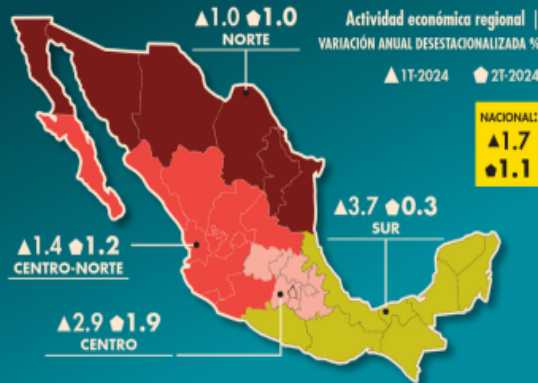 Actividad económica regional |
VARIACIÓN ANUAL DESESTACIONALIZADA %
▲1T-2024 ⬟2T-2024
NACIONAL:
▲1.7
⬟1.1
▲1.0 ⬟1.0
NORTE
▲3.7 ⬟0.3
SUR
▲1.4 ⬟1.2
CENTRO-NORTE
▲2.9 ⬟1.9
CENTRO